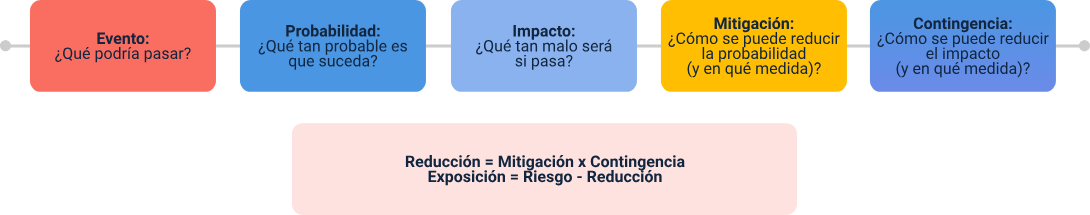 Evento:
¿Qué podría pasar?
Probabilidad:
¿Qué tan probable es
que suceda?
Impacto:
¿Qué tan malo será
si pasa?
Mitigación:
¿Cómo se puede reducir
la probabilidad
(y en qué medida)?
Contingencia:
¿Cómo se puede reducir
el impacto
(y en qué medida)?
Reducción = Mitigación x Contingencia
Exposición = Riesgo - Reducción